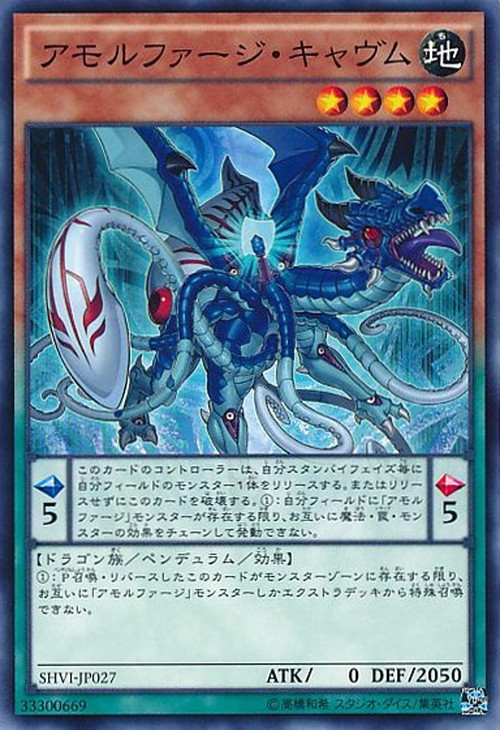 アモルファージ・キャヴム
地
このカードのコントローラーは、自分スタンバイフェイズ毎に
自分フィールドのモンスター1体をリリースする。またはリリ
ースせずにこのカードを破壊する。①：自分フィールドに「アモ
ルファージ」モンスターが存在する限り、お互いに魔法・罠・モン
スターの効果をチェーンして発動できない。
5
5
【ドラゴン族／ペンデュラム／効果】
①：P召喚・リバースしたこのカードがモンスターゾーンに存在する限り、
お互いに「アモルファージ」モンスターしかエクストラデッキから特殊召喚
できない。
SHVI-JP027
ATK/ 0 DEF/2050
33300669
©高橋和希 スタジオ・ダイス/集英社